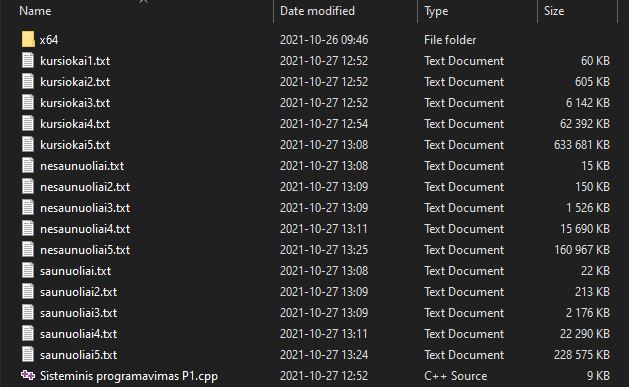 Name Date modified Type Size
x64 2021-10-26 09:46 File folder
kursiokai1.txt 2021-10-27 12:52 Text Document 60 KB
kursiokai2.txt 2021-10-27 12:52 Text Document 605 KB
kursiokai3.txt 2021-10-27 12:52 Text Document 6 142 KB
kursiokai4.txt 2021-10-27 12:54 Text Document 62 392 KB
kursiokai5.txt 2021-10-27 13:08 Text Document 633 681 KB
nesaunuoliai.txt 2021-10-27 13:08 Text Document 15 KB
nesaunuoliai2.txt 2021-10-27 13:09 Text Document 150 KB
nesaunuoliai3.txt 2021-10-27 13:09 Text Document 1 526 KB
nesaunuoliai4.txt 2021-10-27 13:11 Text Document 15 690 KB
nesaunuoliai5.txt 2021-10-27 13:25 Text Document 160 967 KB
saunuoliai.txt 2021-10-27 13:08 Text Document 22 KB
saunuoliai2.txt 2021-10-27 13:09 Text Document 213 KB
saunuoliai3.txt 2021-10-27 13:09 Text Document 2 176 KB
saunuoliai4.txt 2021-10-27 13:11 Text Document 22 290 KB
saunuoliai5.txt 2021-10-27 13:24 Text Document 228 575 KB
Sisteminis programavimas P1.cpp 2021-10-27 12:52 C++ Source 9 KB